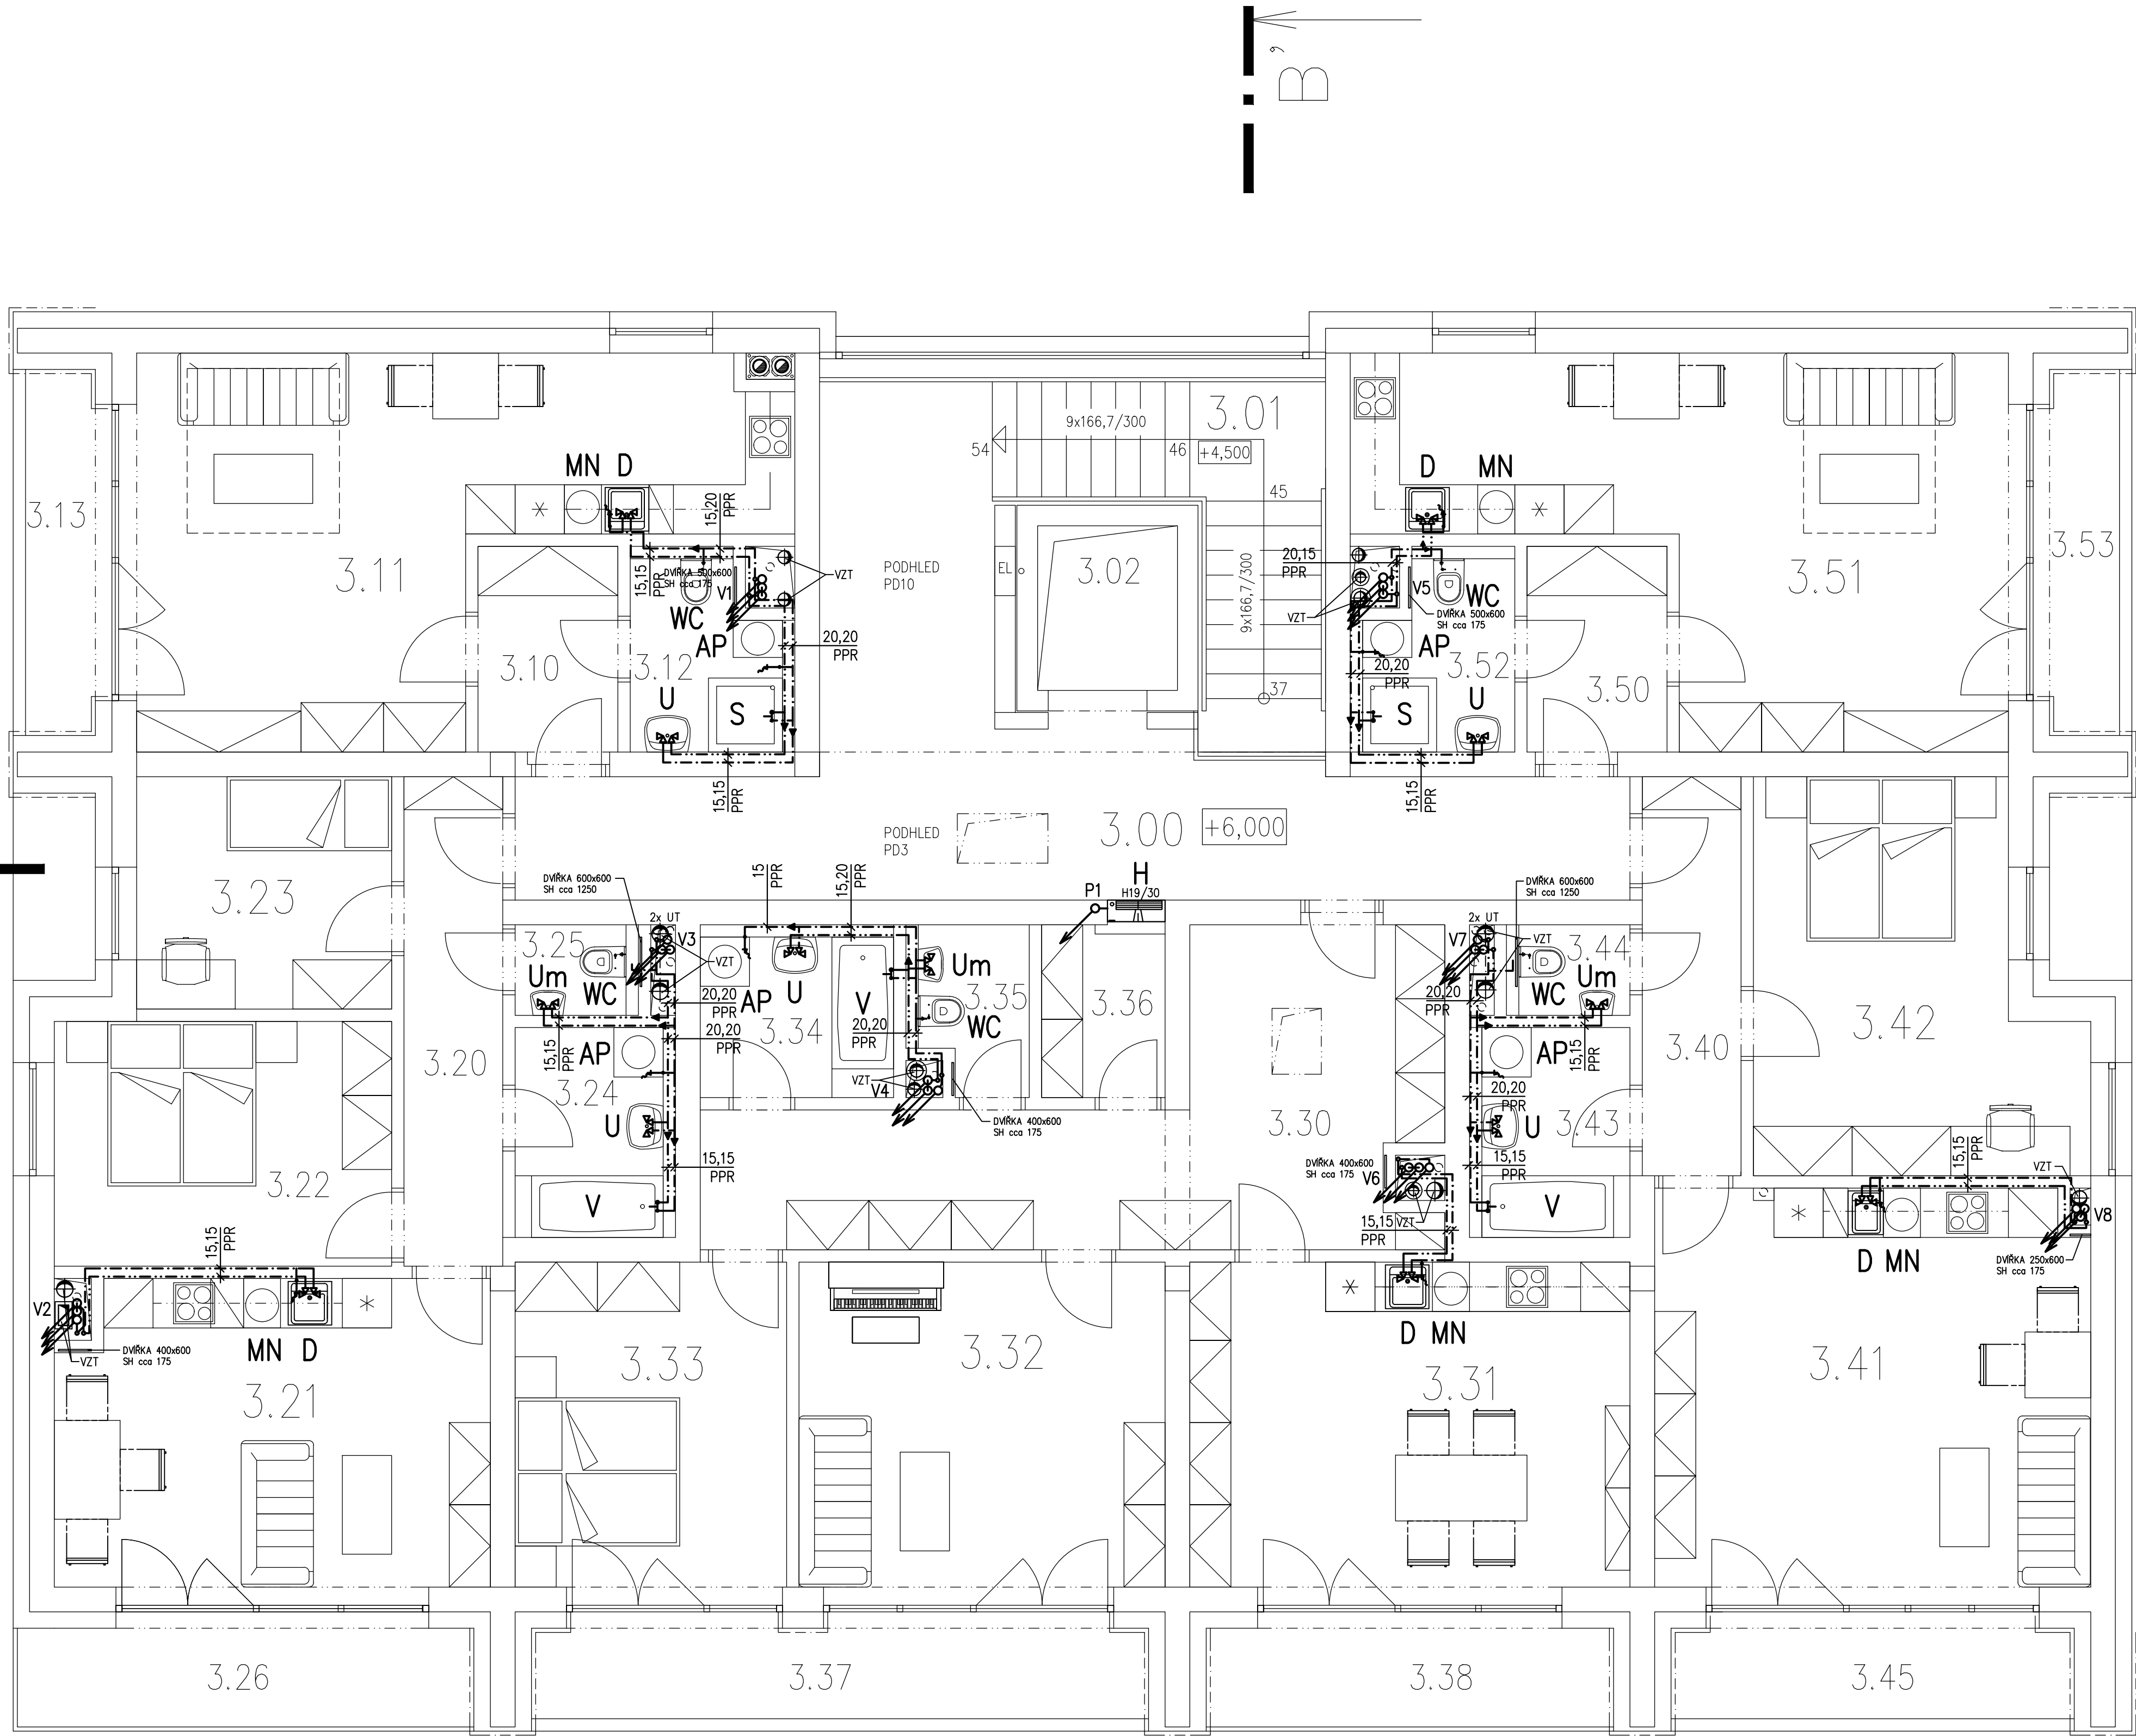 B'
3.01
9x166,7/300
54
46
+4,500
MN D
D
MN
3.13
15,20
PPR
45
3.53
20,15
PPR
3.11
15,15
PPR
DVÍŘKA 500x600
SH cca 175
V1
VZT
PODHLED
PD10
EL
3.02
9x166,7/300
V5
WC
3.51
WC
VZT
DVÍŘKA 500x600
SH cca 175
AP
20,20
PPR
AP
3.10
3.12
20,20
PPR
3.52
3.50
U
S
37
S
U
15,15
PPR
15,15
PPR
PODHLED
PD3
3.00
+6,000
3.23
DVÍŘKA 600x600
SH cca 1250
15
PPR
15,20
PPR
P1
H
H19/30
DVÍŘKA 600x600
SH cca 1250
2x UT
2x UT
3.25
V3
VZT
V7
VZT
3.44
Um
WC
Um
3.35
WC
Um
20,20
PPR
AP
U
V
3.36
20,20
PPR
WC
3.42
3.34
20,20
PPR
20,20
PPR
3.20
15,15
PPR
AP
AP
15,15
PPR
3.40
3.24
VZT
V4
20,20
PPR
U
DVÍŘKA 400x600
SH cca 175
3.30
U
3.43
15,15
PPR
DVÍŘKA 400x600
SH cca 175
V6
15,15
PPR
15,15
PPR
VZT
3.22
V
V
V8
15,15
PPR
15,15
PPR
VZT
D MN
DVÍŘKA 250x600
SH cca 175
V2
VZT
DVÍŘKA 400x600
SH cca 175
MN D
D MN
3.33
3.32
3.31
3.41
3.21
3.26
3.37
3.38
3.45